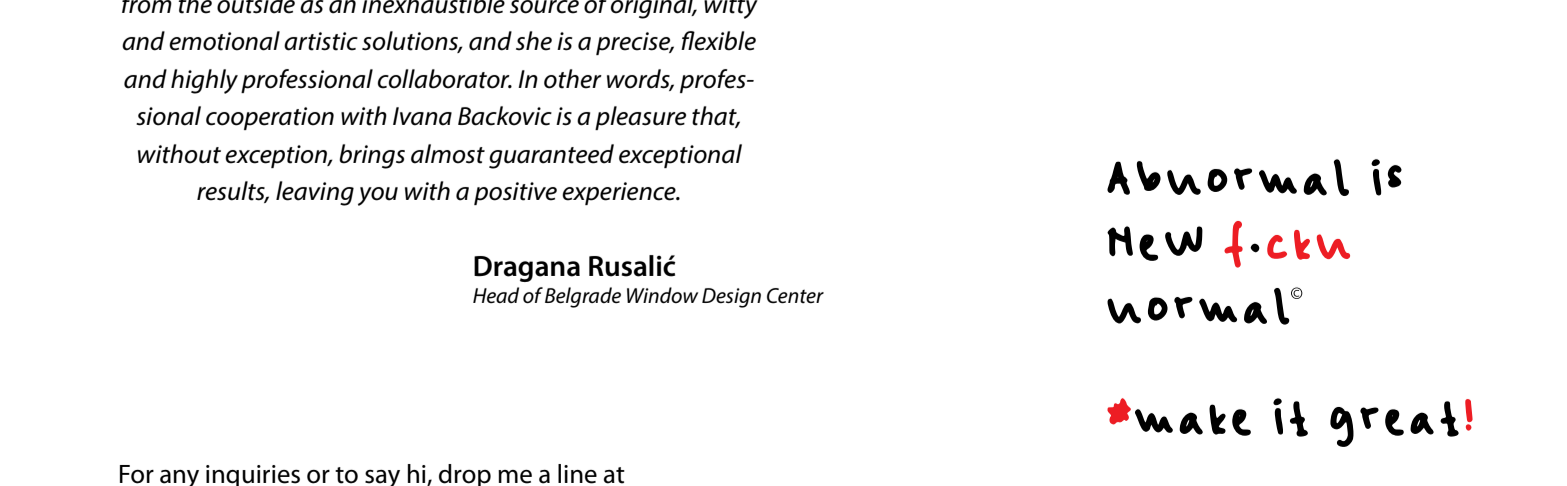 from the outside as an inexhaustible source of original, witty
and emotional artistic solutions, and she is a precise, flexible
and highly professional collaborator. In other words, profes-
sional cooperation with Ivana Backovic is a pleasure that,
without exception, brings almost guaranteed exceptional
results, leaving you with a positive experience.
Dragana Rusalić
Head of Belgrade Window Design Center
For any inquiries or to say hi, drop me a line at
Abnormal is
New f.ckn
normal©
*make it great!